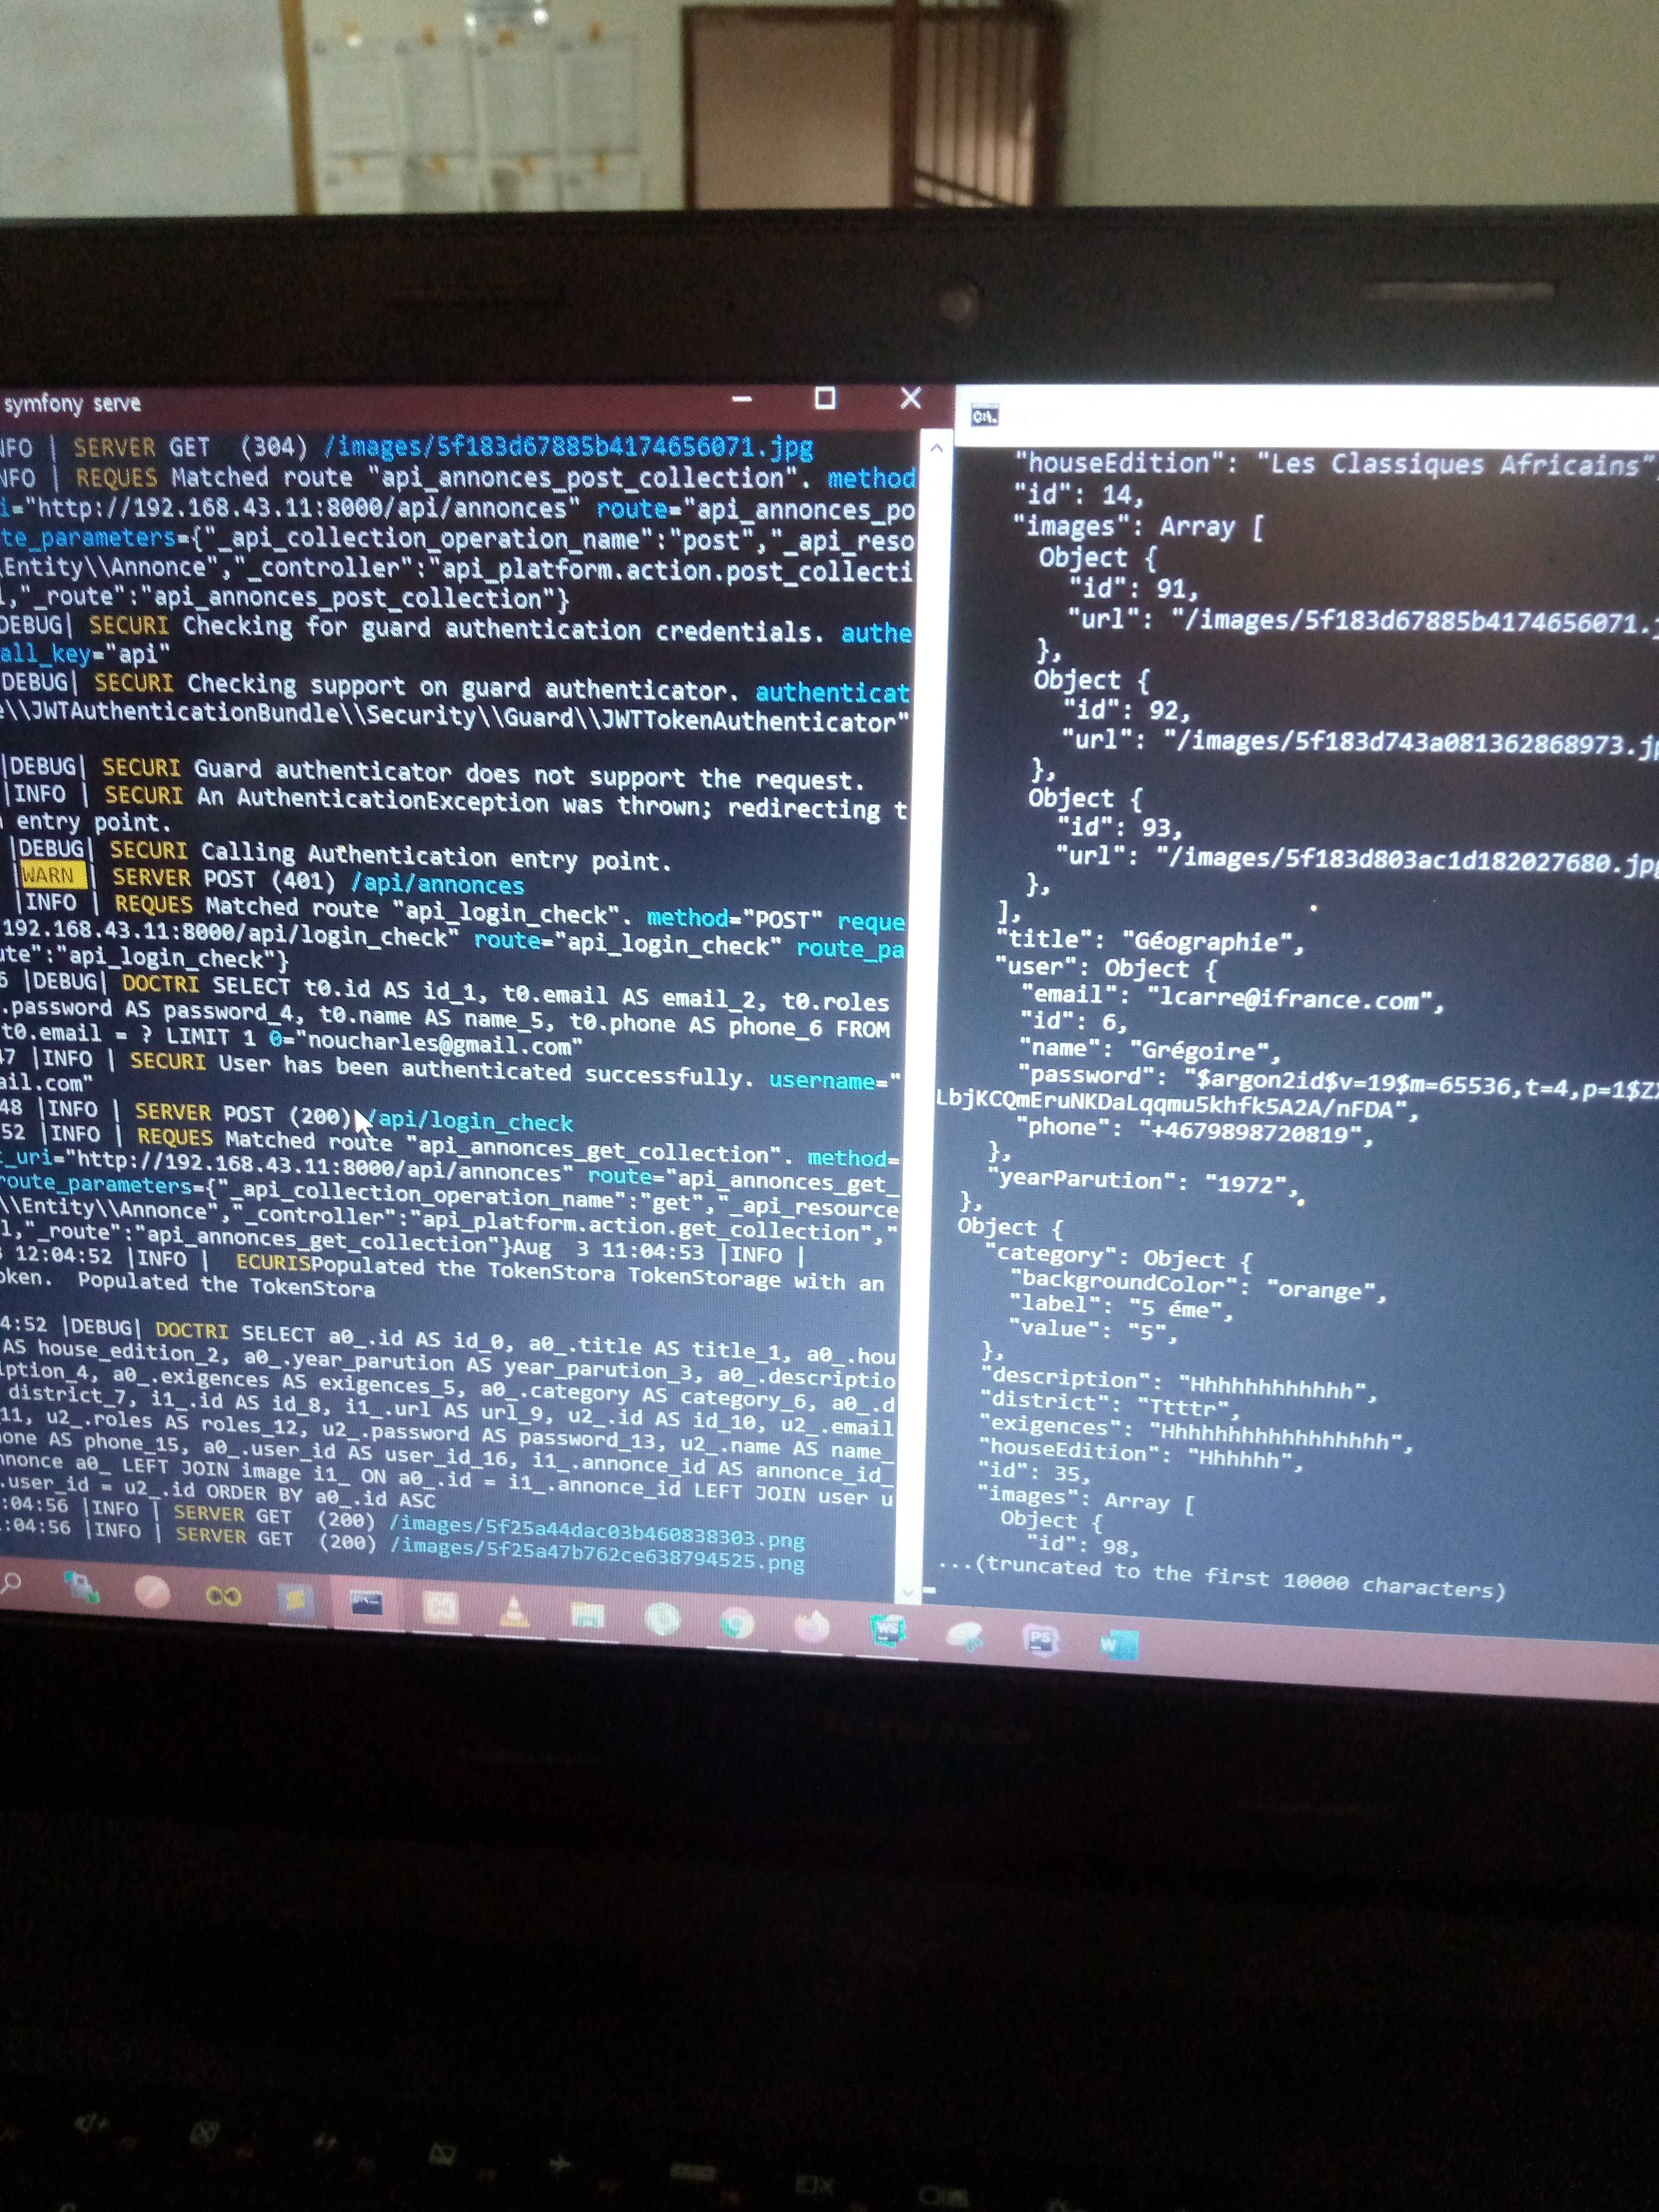 symfony serve
NFO | SERVER GET (304) /images/5f183d67885b4174656071.jpg
NFO | REQUES Matched route "api_annonces_post_collection". method
i="http://192.168.43.11:8000/api/annonces" route="api_annonces_po
te_parameters={"_api_collection_operation_name":"post","_api_reso
Entity\\Annonce","_controller":"api_platform.action.post_collecti
l,"_route":"api_annonces_post_collection"}
DEBUG| SECURI Checking for guard authentication credentials. authe
all_key="api"
DEBUG| SECURI Checking support on guard authenticator. authenticat
e\\JWTAuthenticationBundle\\Security\\Guard\\JWTTokenAuthenticator"
|DEBUG| SECURI Guard authenticator does not support the request.
|INFO | SECURI An AuthenticationException was thrown; redirecting t
entry point.
|DEBUG| SECURI Calling Authentication entry point.
|WARN | SERVER POST (401) /api/annonces
|INFO | REQUES Matched route "api_login_check". method="POST" reque
192.168.43.11:8000/api/login_check" route="api_login_check" route_pa
ute":"api_login_check"}
6 |DEBUG| DOCTRI SELECT t0.id AS id_1, t0.email AS email_2, t0.roles
.password AS password_4, t0.name AS name_5, t0.phone AS phone_6 FROM
t0.email = ? LIMIT 1 0="noucharles@gmail.com"
47 |INFO | SECURI User has been authenticated successfully. username="
ail.com"
48 |INFO | SERVER POST (200) /api/login_check
52 |INFO | REQUES Matched route "api_annonces_get_collection". method=
t_uri="http://192.168.43.11:8000/api/annonces" route="api_annonces_get_
route_parameters={"_api_collection_operation_name":"get","_api_resource
\\Entity\\Annonce","_controller":"api_platform.action.get_collection","
l,"_route":"api_annonces_get_collection"}Aug 3 11:04:53 |INFO |
3 12:04:52 |INFO | ECURISPopulated the TokenStora TokenStorage with an
oken. Populated the TokenStora
4:52 |DEBUG| DOCTRI SELECT a0_.id AS id_0, a0_.title AS title_1, a0_.hou
AS house_edition_2, a0_.year_parution AS year_parution_3, a0_.descriptio
iption_4, a0_.exigences AS exigences_5, a0_.category AS category_6, a0_.d
district_7, i1_.id AS id_8, i1_.url AS url_9, u2_.id AS id_10, u2_.email
11, u2_.roles AS roles_12, u2_.password AS password_13, u2_.name AS name_
one AS phone_15, a0_.user_id AS user_id_16, i1_.annonce_id AS annonce_id_
nnonce a0_ LEFT JOIN image i1_ ON a0_.id = i1_.annonce_id LEFT JOIN user u
.user_id = u2_.id ORDER BY a0_.id ASC
:04:56 |INFO | SERVER GET (200) /images/5f25a44dac03b460838303.png
:04:56 |INFO | SERVER GET (200) /images/5f25a47b762ce638794525.png
"houseEdition": "Les Classiques Africains",
"id": 14,
"images": Array [
Object {
"id": 91,
"url": "/images/5f183d67885b4174656071.j
},
Object {
"id": 92,
"url": "/images/5f183d743a081362868973.jp
},
Object {
"id": 93,
"url": "/images/5f183d803ac1d182027680.jpg
},
],
"title": "Géographie",
"user": Object {
"email": "lcarre@ifrance.com",
"id": 6,
"name": "Grégoire",
"password": "$argon2id$v=19$m=65536,t=4,p=1$Z
LbjKCQmEruNKDaLqqmu5khfk5A2A/nFDA",
"phone": "+4679898720819",
},
"yearParution": "1972",
},
Object {
"category": Object {
"backgroundColor": "orange",
"label": "5 éme",
"value": "5",
},
"description": "Hhhhhhhhhhhh",
"district": "Ttttr",
"exigences": "Hhhhhhhhhhhhhhhhh",
"houseEdition": "Hhhhhh",
"id": 35,
"images": Array [
Object {
"id": 98,
...(truncated to the first 10000 characters)